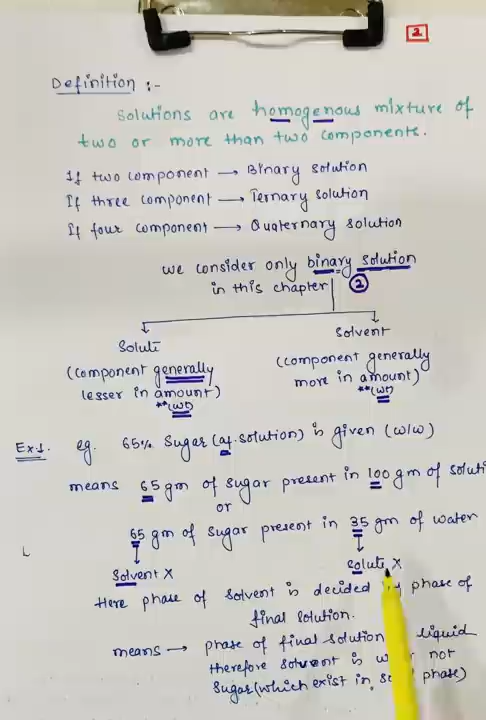 2
Definition :-
Solutions are homogenous mixture of
two or more than two components.
If two component → Binary solution
If three component → Ternary solution
If four component → Quaternary solution
we consider only binary solution
in this chapter 2
Solute
Solvent
(component generally
lesser in amount)
**(wt)
(component generally
more in amount)
**(wt)
Ex.1. eg. 65% Sugar (aq. solution) is given (w/w)
means 65 gm of sugar present in 100 gm of soluti
or
65 gm of sugar present in 35 gm of water
Solvent X
Solute X
Here phase of solvent is decided phase of
final solution.
means → phase of final solution liquid
therefore solvent is not
Sugar (which exist in phase)